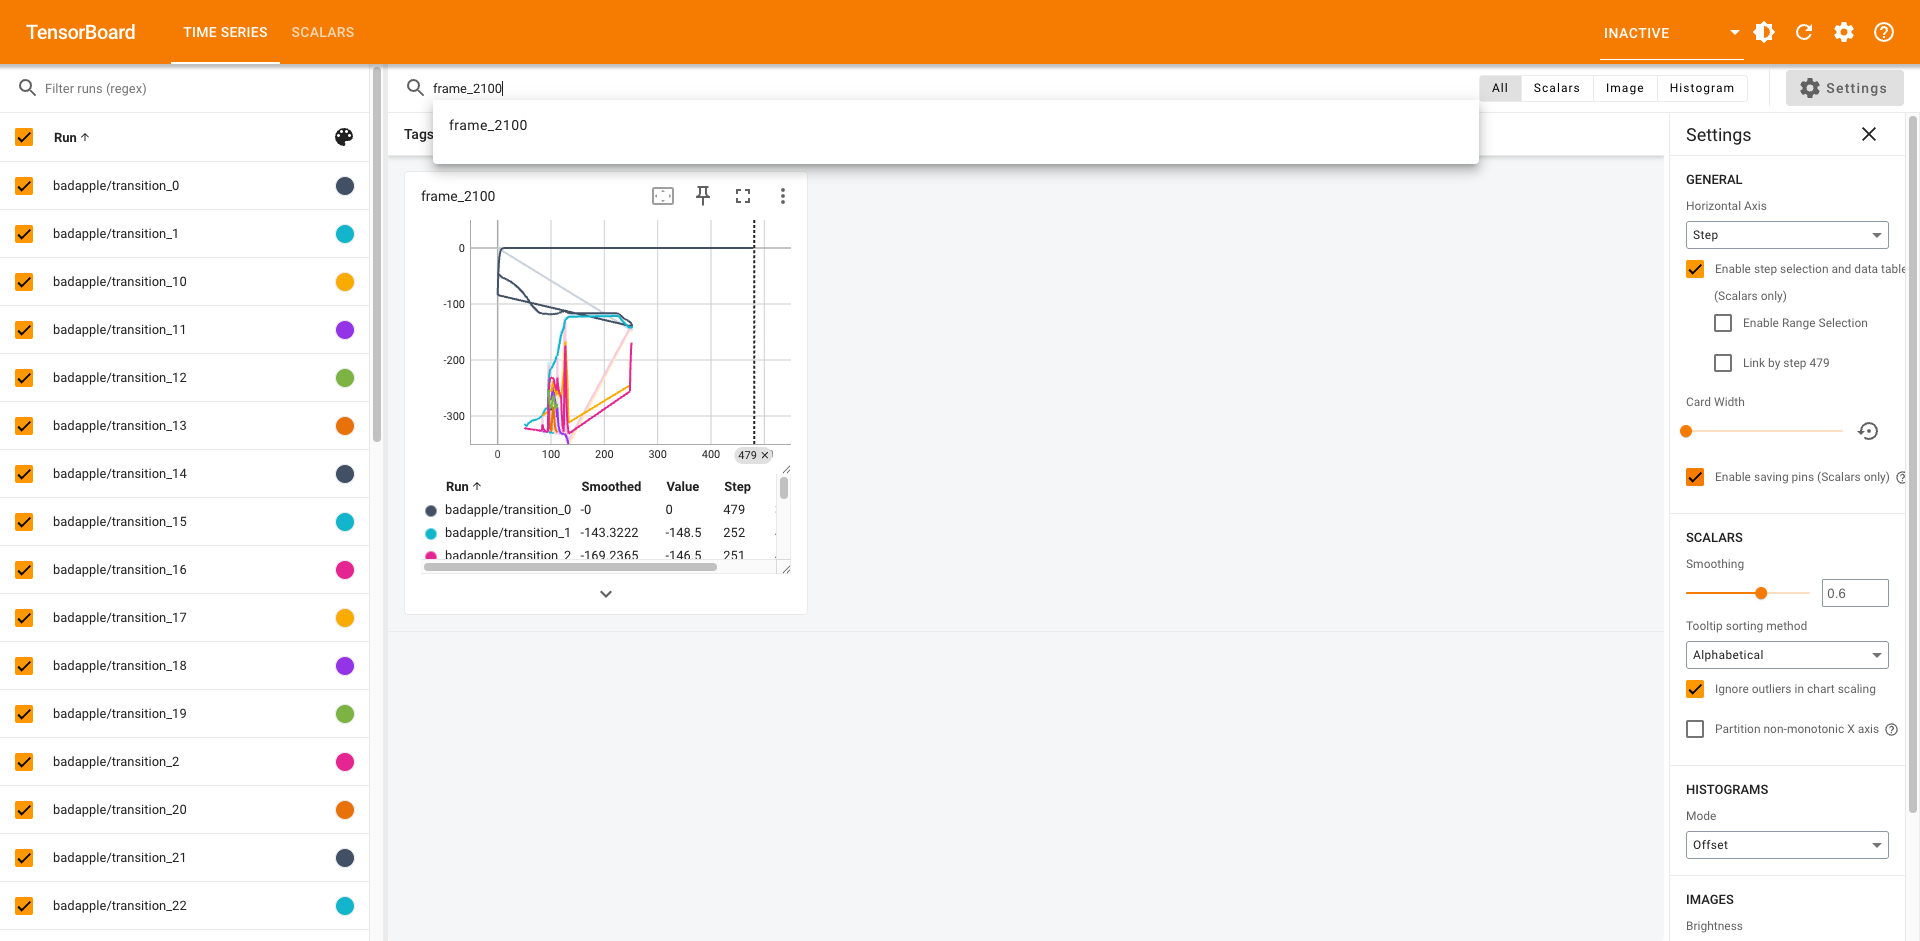 TensorBoard
TIME SERIES
SCALARS
INACTIVE
Filter runs (regex)
frame_2100
All
Scalars
Image
Histogram
Settings
frame_2100
Tags
Run
badapple/transition_0
badapple/transition_1
badapple/transition_10
badapple/transition_11
badapple/transition_12
badapple/transition_13
badapple/transition_14
badapple/transition_15
badapple/transition_16
badapple/transition_17
badapple/transition_18
badapple/transition_19
badapple/transition_2
badapple/transition_20
badapple/transition_21
badapple/transition_22
frame_2100
0
-100
-200
-300
0 100 200 300 400 479
Run Smoothed Value Step
badapple/transition_0 -0 0 479
badapple/transition_1 -143.3222 -148.5 252
badapple/transition_2 -169.2365 -146.5 251
Settings
GENERAL
Horizontal Axis
Step
Enable step selection and data table
(Scalars only)
Enable Range Selection
Link by step 479
Card Width
Enable saving pins (Scalars only)
SCALARS
Smoothing
0.6
Tooltip sorting method
Alphabetical
Ignore outliers in chart scaling
Partition non-monotonic X axis
HISTOGRAMS
Mode
Offset
IMAGES
Brightness